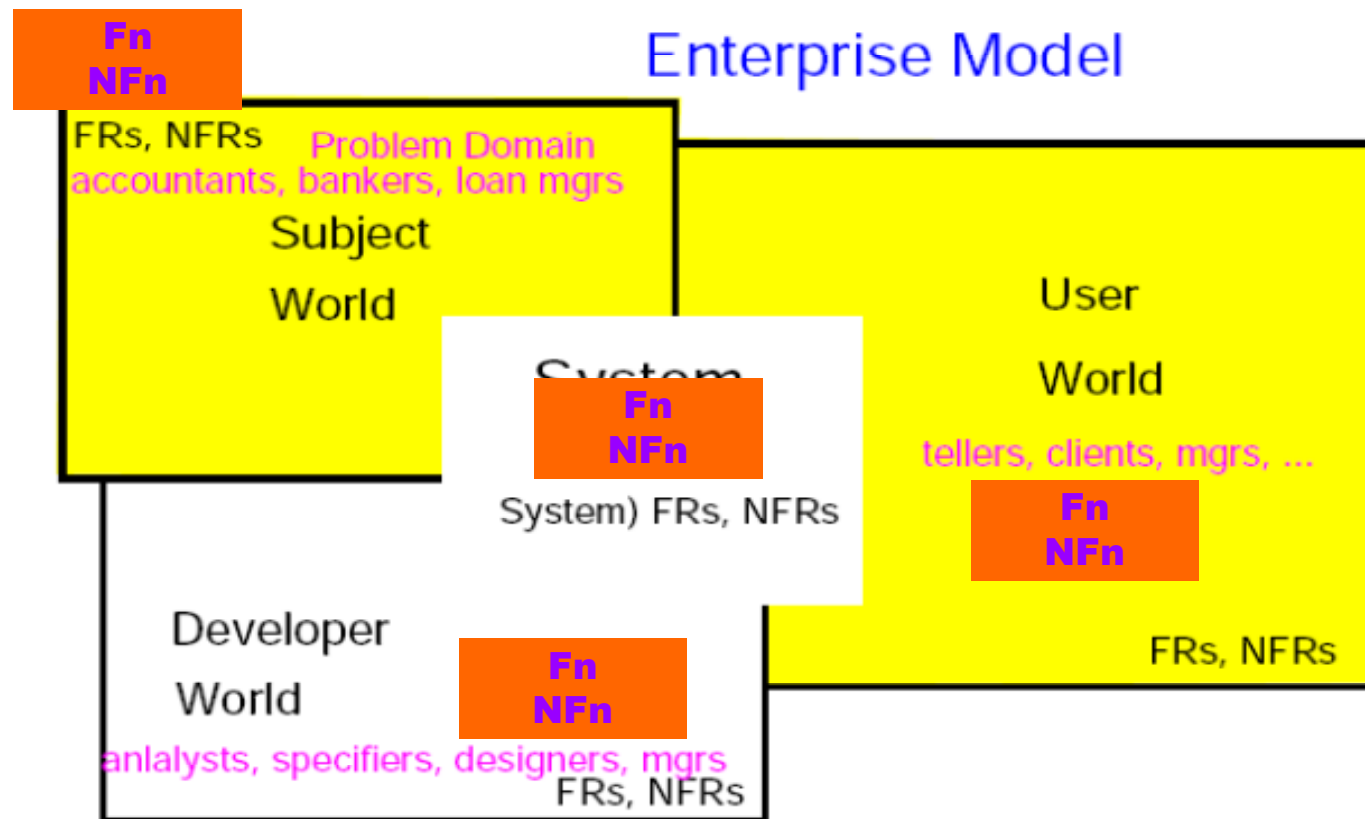 Fn
NFn
Enterprise Model
FRs, NFRs
Problem Domain
accountants, bankers, loan mgrs
Subject
World
User
World
tellers, clients, mgrs, ...
Fn
NFn
FRs, NFRs
System
Fn
NFn
System) FRs, NFRs
Developer
World
Fn
NFn
anlalysts, specifiers, designers, mgrs
FRs, NFRs